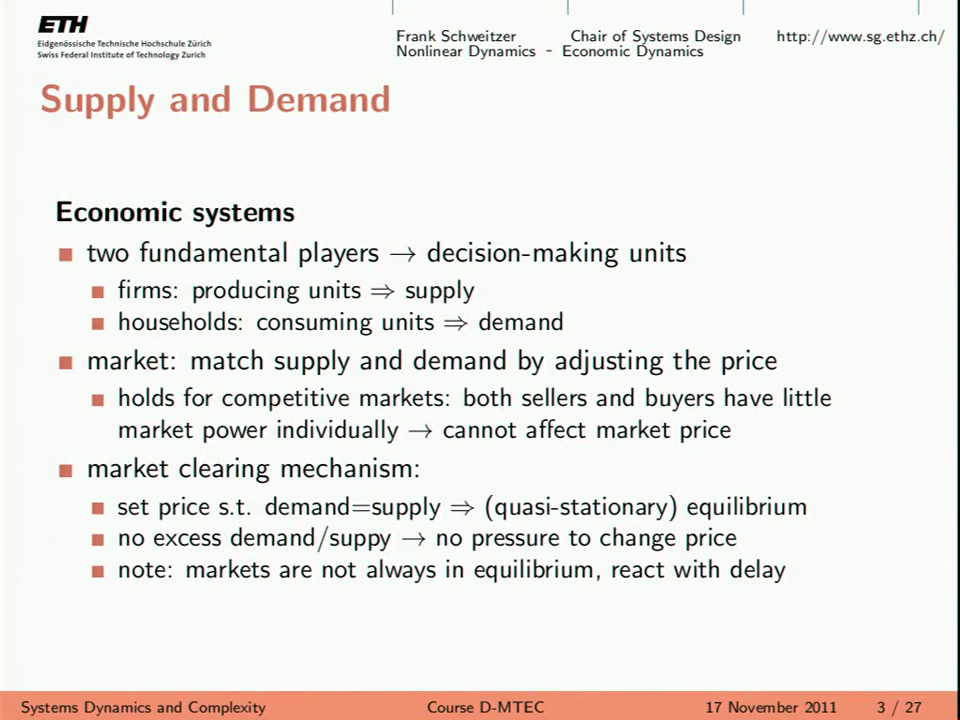 ETH
Eidgenössische Technische Hochschule Zürich
Swiss Federal Institute of Technology Zurich
Frank Schweitzer Chair of Systems Design http://www.sg.ethz.ch/
Nonlinear Dynamics - Economic Dynamics
Supply and Demand
Economic systems
two fundamental players → decision-making units
firms: producing units ⇒ supply
households: consuming units ⇒ demand
market: match supply and demand by adjusting the price
holds for competitive markets: both sellers and buyers have little
market power individually → cannot affect market price
market clearing mechanism:
set price s.t. demand=supply ⇒ (quasi-stationary) equilibrium
no excess demand/suppy → no pressure to change price
note: markets are not always in equilibrium, react with delay
Systems Dynamics and Complexity Course D-MTEC 17 November 2011 3 / 27